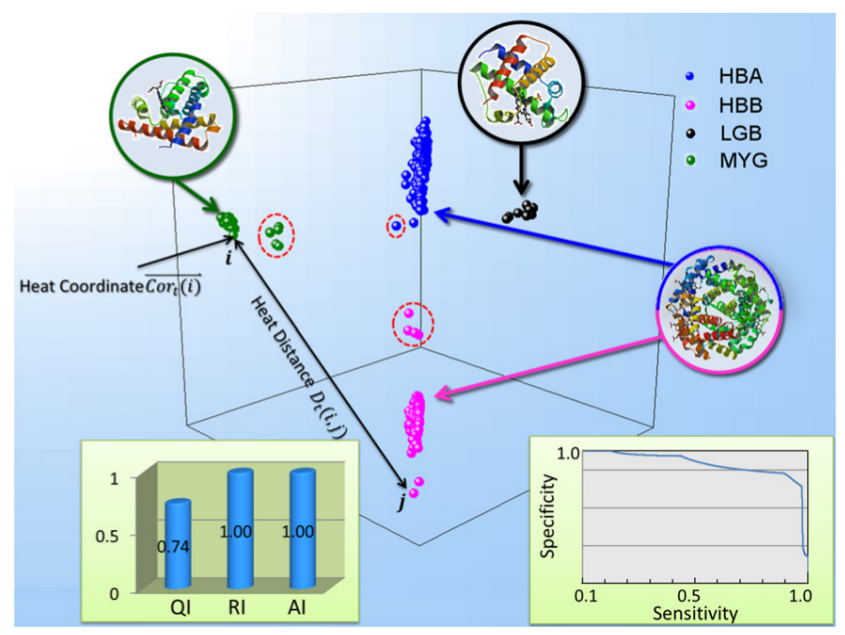 HBA
HBB
LGB
MYG
i
Heat Coordinate Cor_t(i)
Heat Distance D_t(i,j)
j
1
0.5
0
0.74
1.00
1.00
QI RI AI
1.0
Specificity
0.1 0.5 1.0
Sensitivity